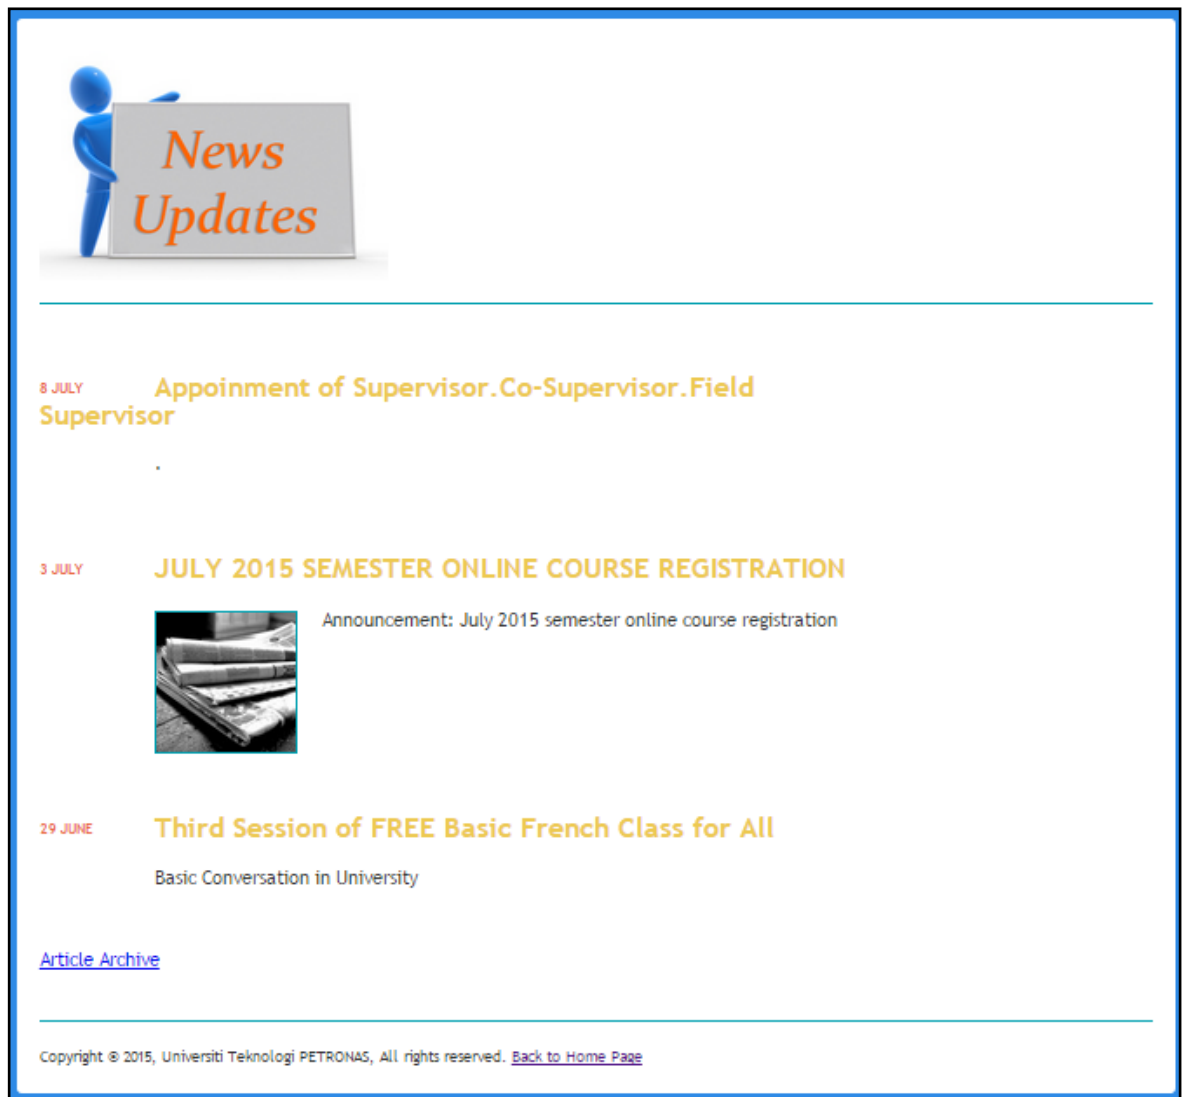 News
Updates
8 JULY
Appoinment of Supervisor.Co-Supervisor.Field
Supervisor
.
3 JULY
JULY 2015 SEMESTER ONLINE COURSE REGISTRATION
Announcement: July 2015 semester online course registration
29 JUNE
Third Session of FREE Basic French Class for All
Basic Conversation in University
Article Archive
Copyright © 2015, Universiti Teknologi PETRONAS, All rights reserved. Back to Home Page